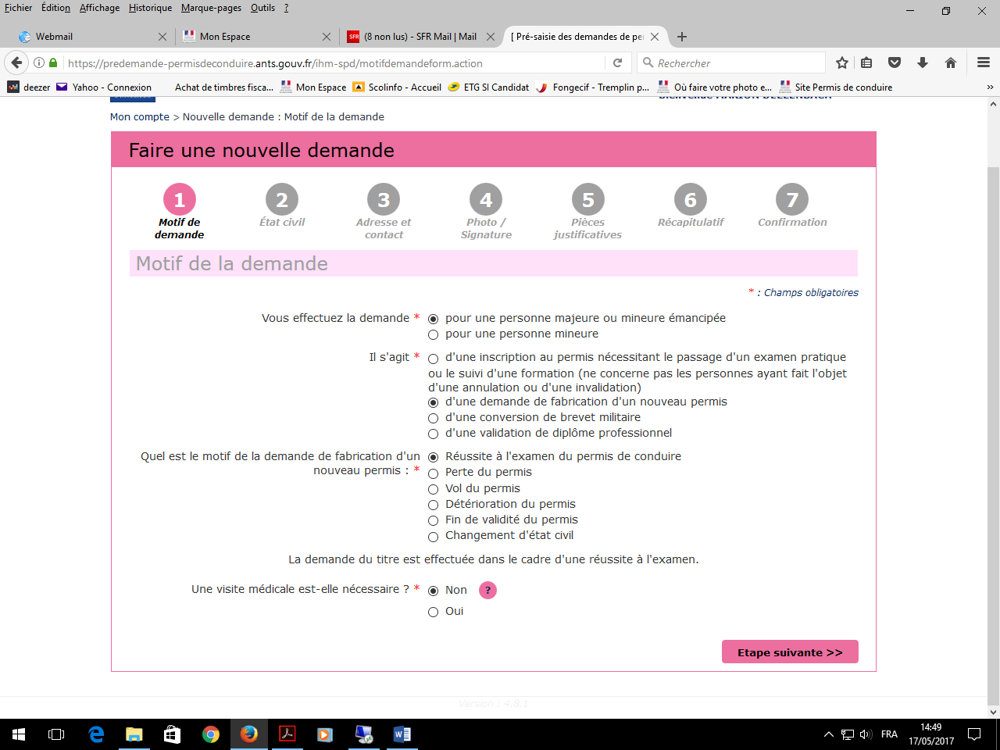 Fichier Édition Affichage Historique Marque-pages Outils ?
Webmail
Mon Espace
SFR (8 non lus) - SFR Mail | Mail
[ Pré-saisie des demandes de pe
https://predemande-permisdeconduire.ants.gouv.fr/ihm-spd/motifdemandeform.action
Rechercher
deezer
Yahoo - Connexion
Achat de timbres fisca...
Mon Espace
Scolinfo - Accueil
ETG SI Candidat
Fongecif - Tremplin p...
Où faire votre photo e...
Site Permis de conduire
»
Mon compte > Nouvelle demande : Motif de la demande
Faire une nouvelle demande
1 2 3 4 5 6 7
Motif de demande
État civil
Adresse et contact
Photo / Signature
Pièces justificatives
Récapitulatif
Confirmation
Motif de la demande
* : Champs obligatoires
Vous effectuez la demande * pour une personne majeure ou mineure émancipée
pour une personne mineure
Il s'agit * d'une inscription au permis nécessitant le passage d'un examen pratique
ou le suivi d'une formation (ne concerne pas les personnes ayant fait l'objet
d'une annulation ou d'une invalidation)
d'une demande de fabrication d'un nouveau permis
d'une conversion de brevet militaire
d'une validation de diplôme professionnel
Quel est le motif de la demande de fabrication d'un
nouveau permis : *
Réussite à l'examen du permis de conduire
Perte du permis
Vol du permis
Détérioration du permis
Fin de validité du permis
Changement d'état civil
La demande du titre est effectuée dans le cadre d'une réussite à l'examen.
Une visite médicale est-elle nécessaire ? * Non ?
Oui
Etape suivante >>
Version : 4.8.1
FRA
14:49
17/05/2017